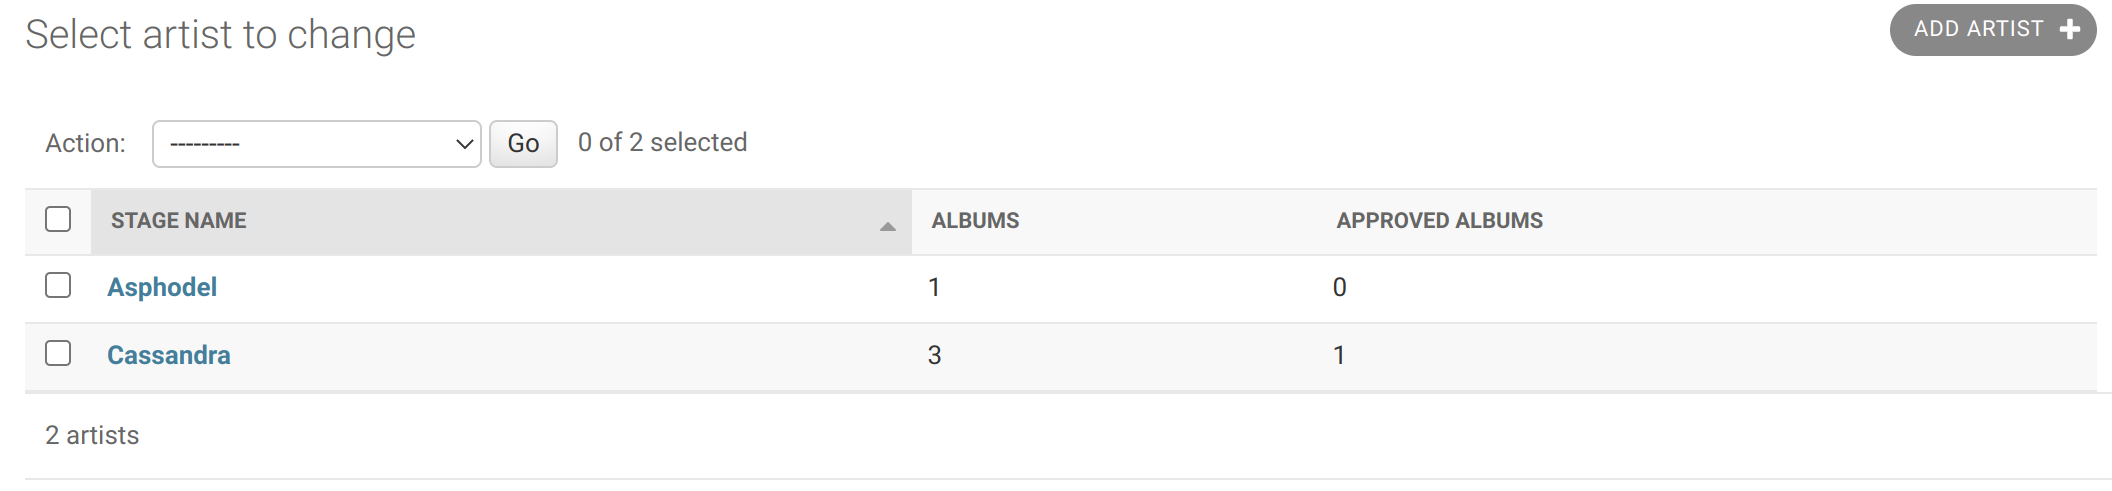 Select artist to change
ADD ARTIST +
Action: --------- Go 0 of 2 selected
STAGE NAME ALBUMS APPROVED ALBUMS
Asphodel 1 0
Cassandra 3 1
2 artists